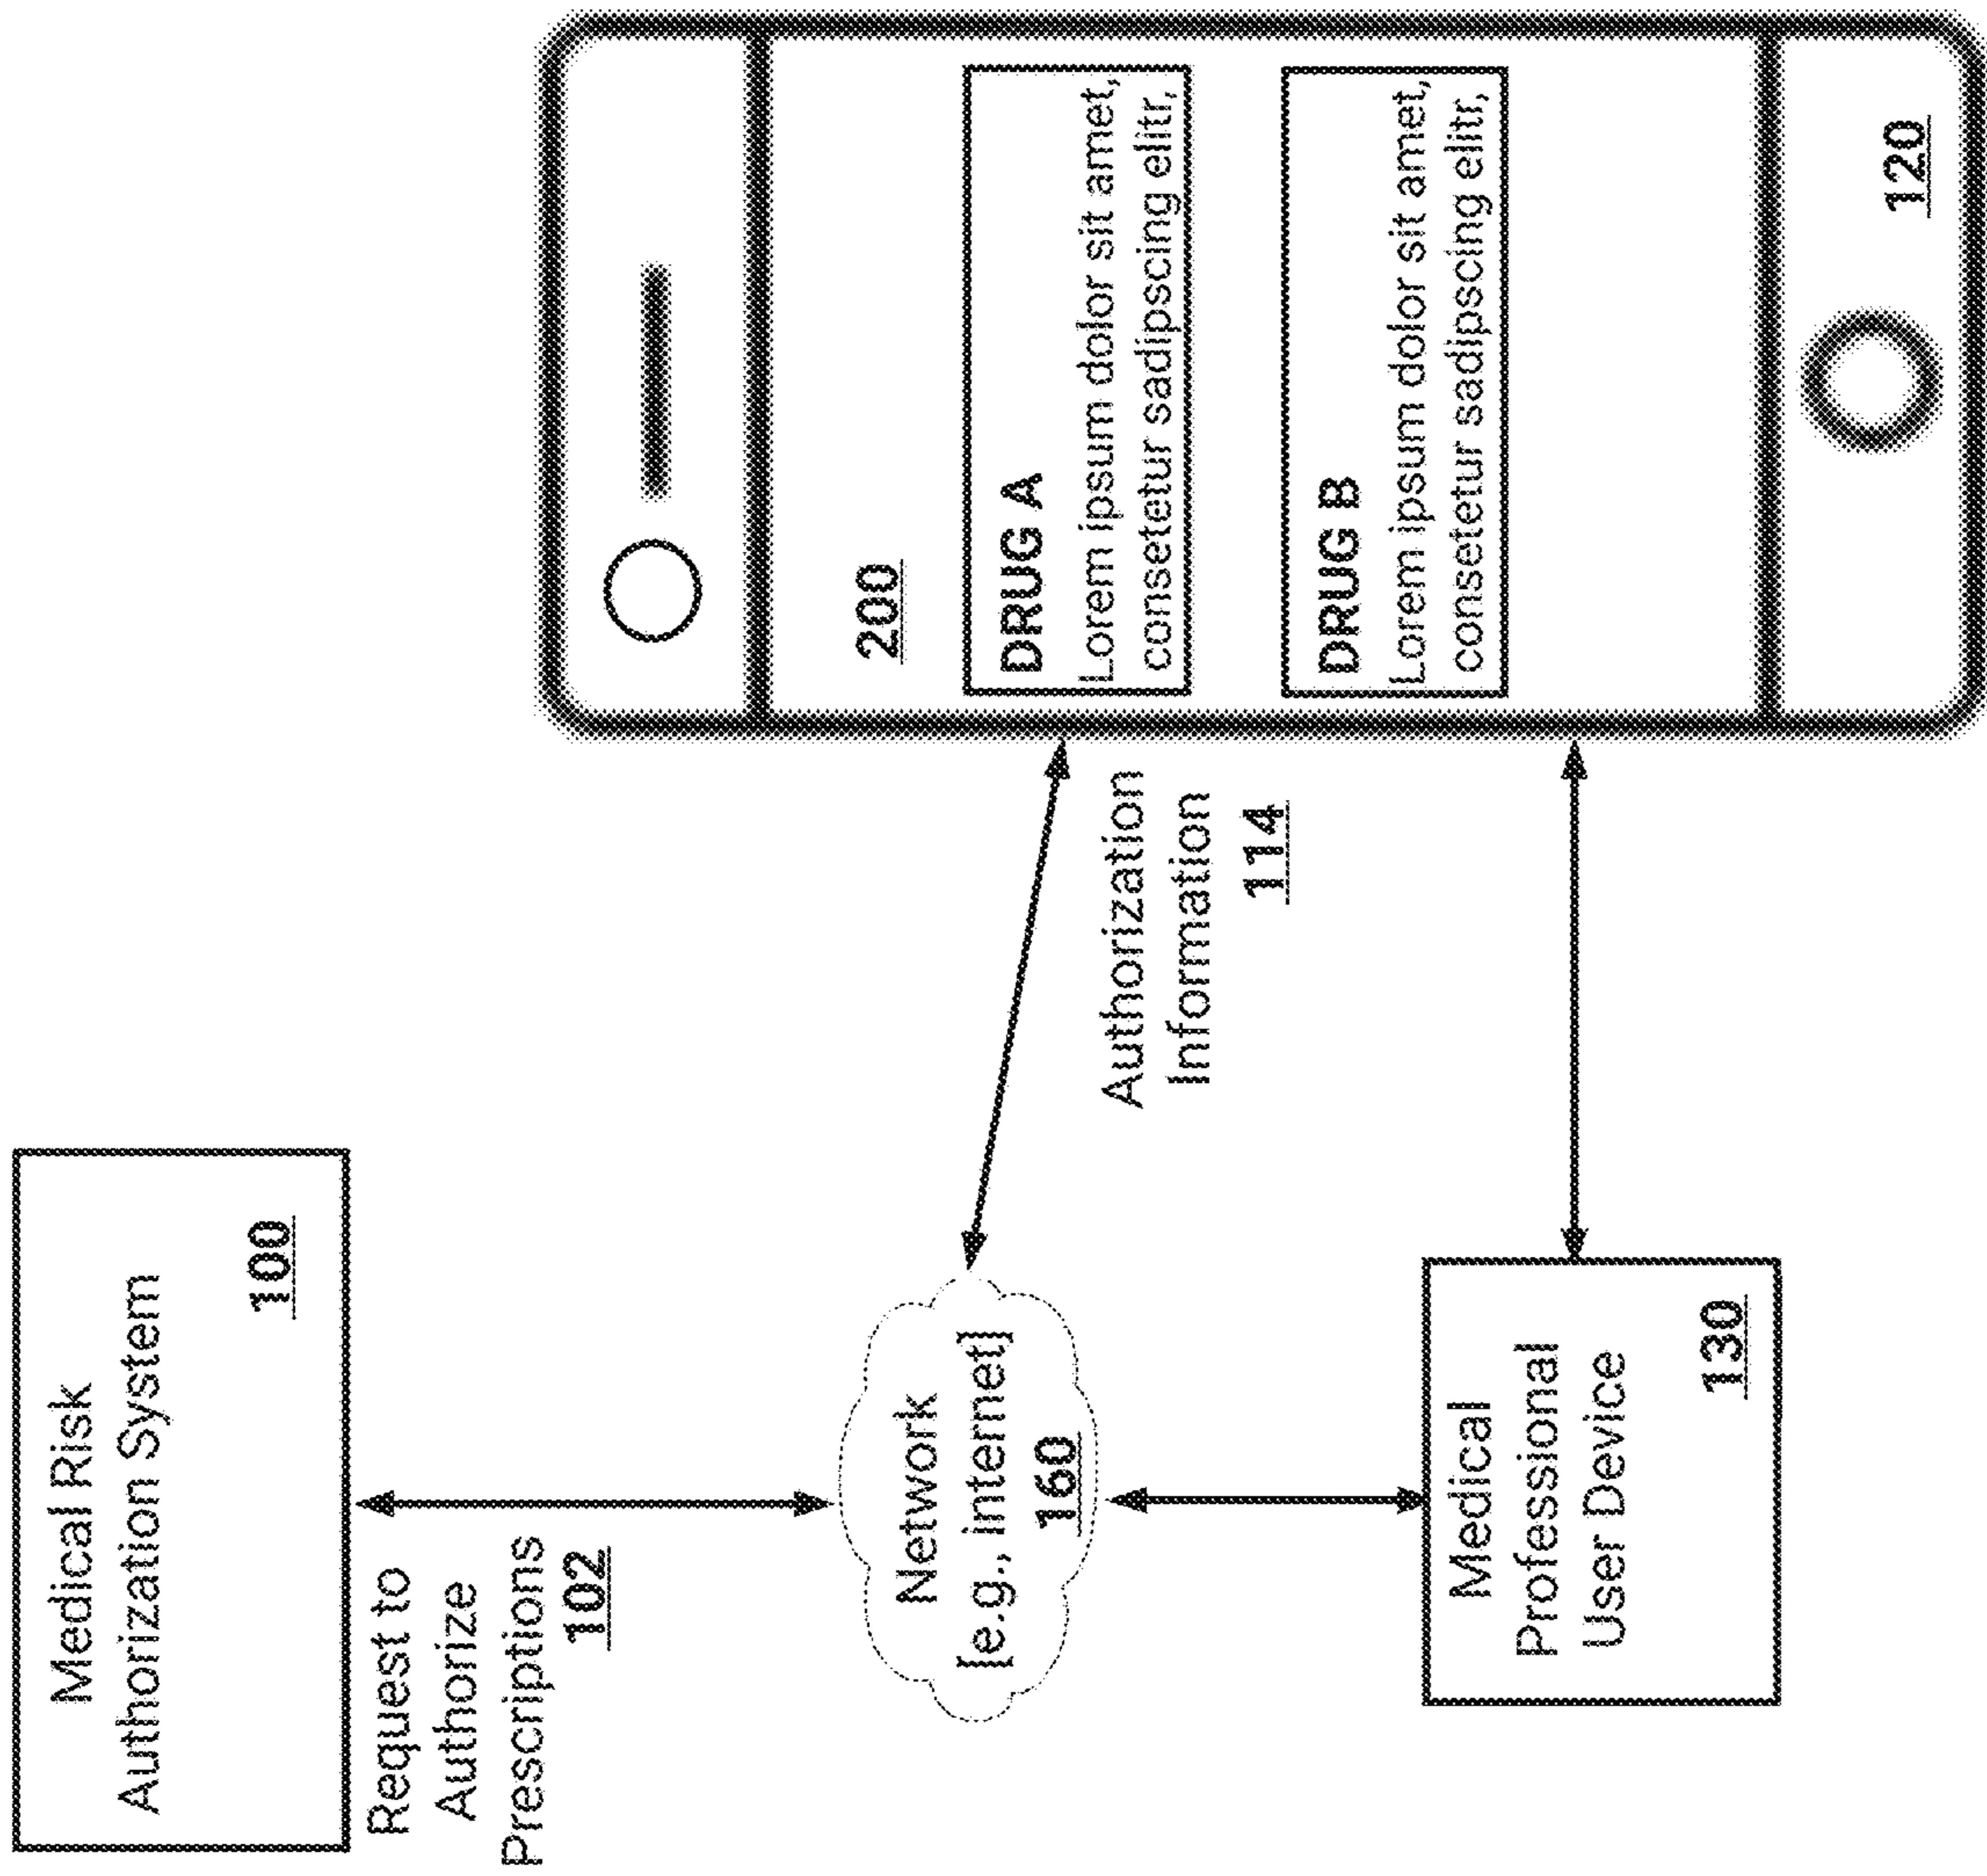 Medical Risk
Authorization System
100
Request to
Authorize
Prescriptions
102
Network
[e.g., internet]
160
Medical
Professional
User Device
130
Authorization
Information
114
200
DRUG A
Lorem ipsum dolor sit amet,
consetetur sadipscing elitr,
DRUG B
Lorem ipsum dolor sit amet,
consetetur sadipscing elitr,
120